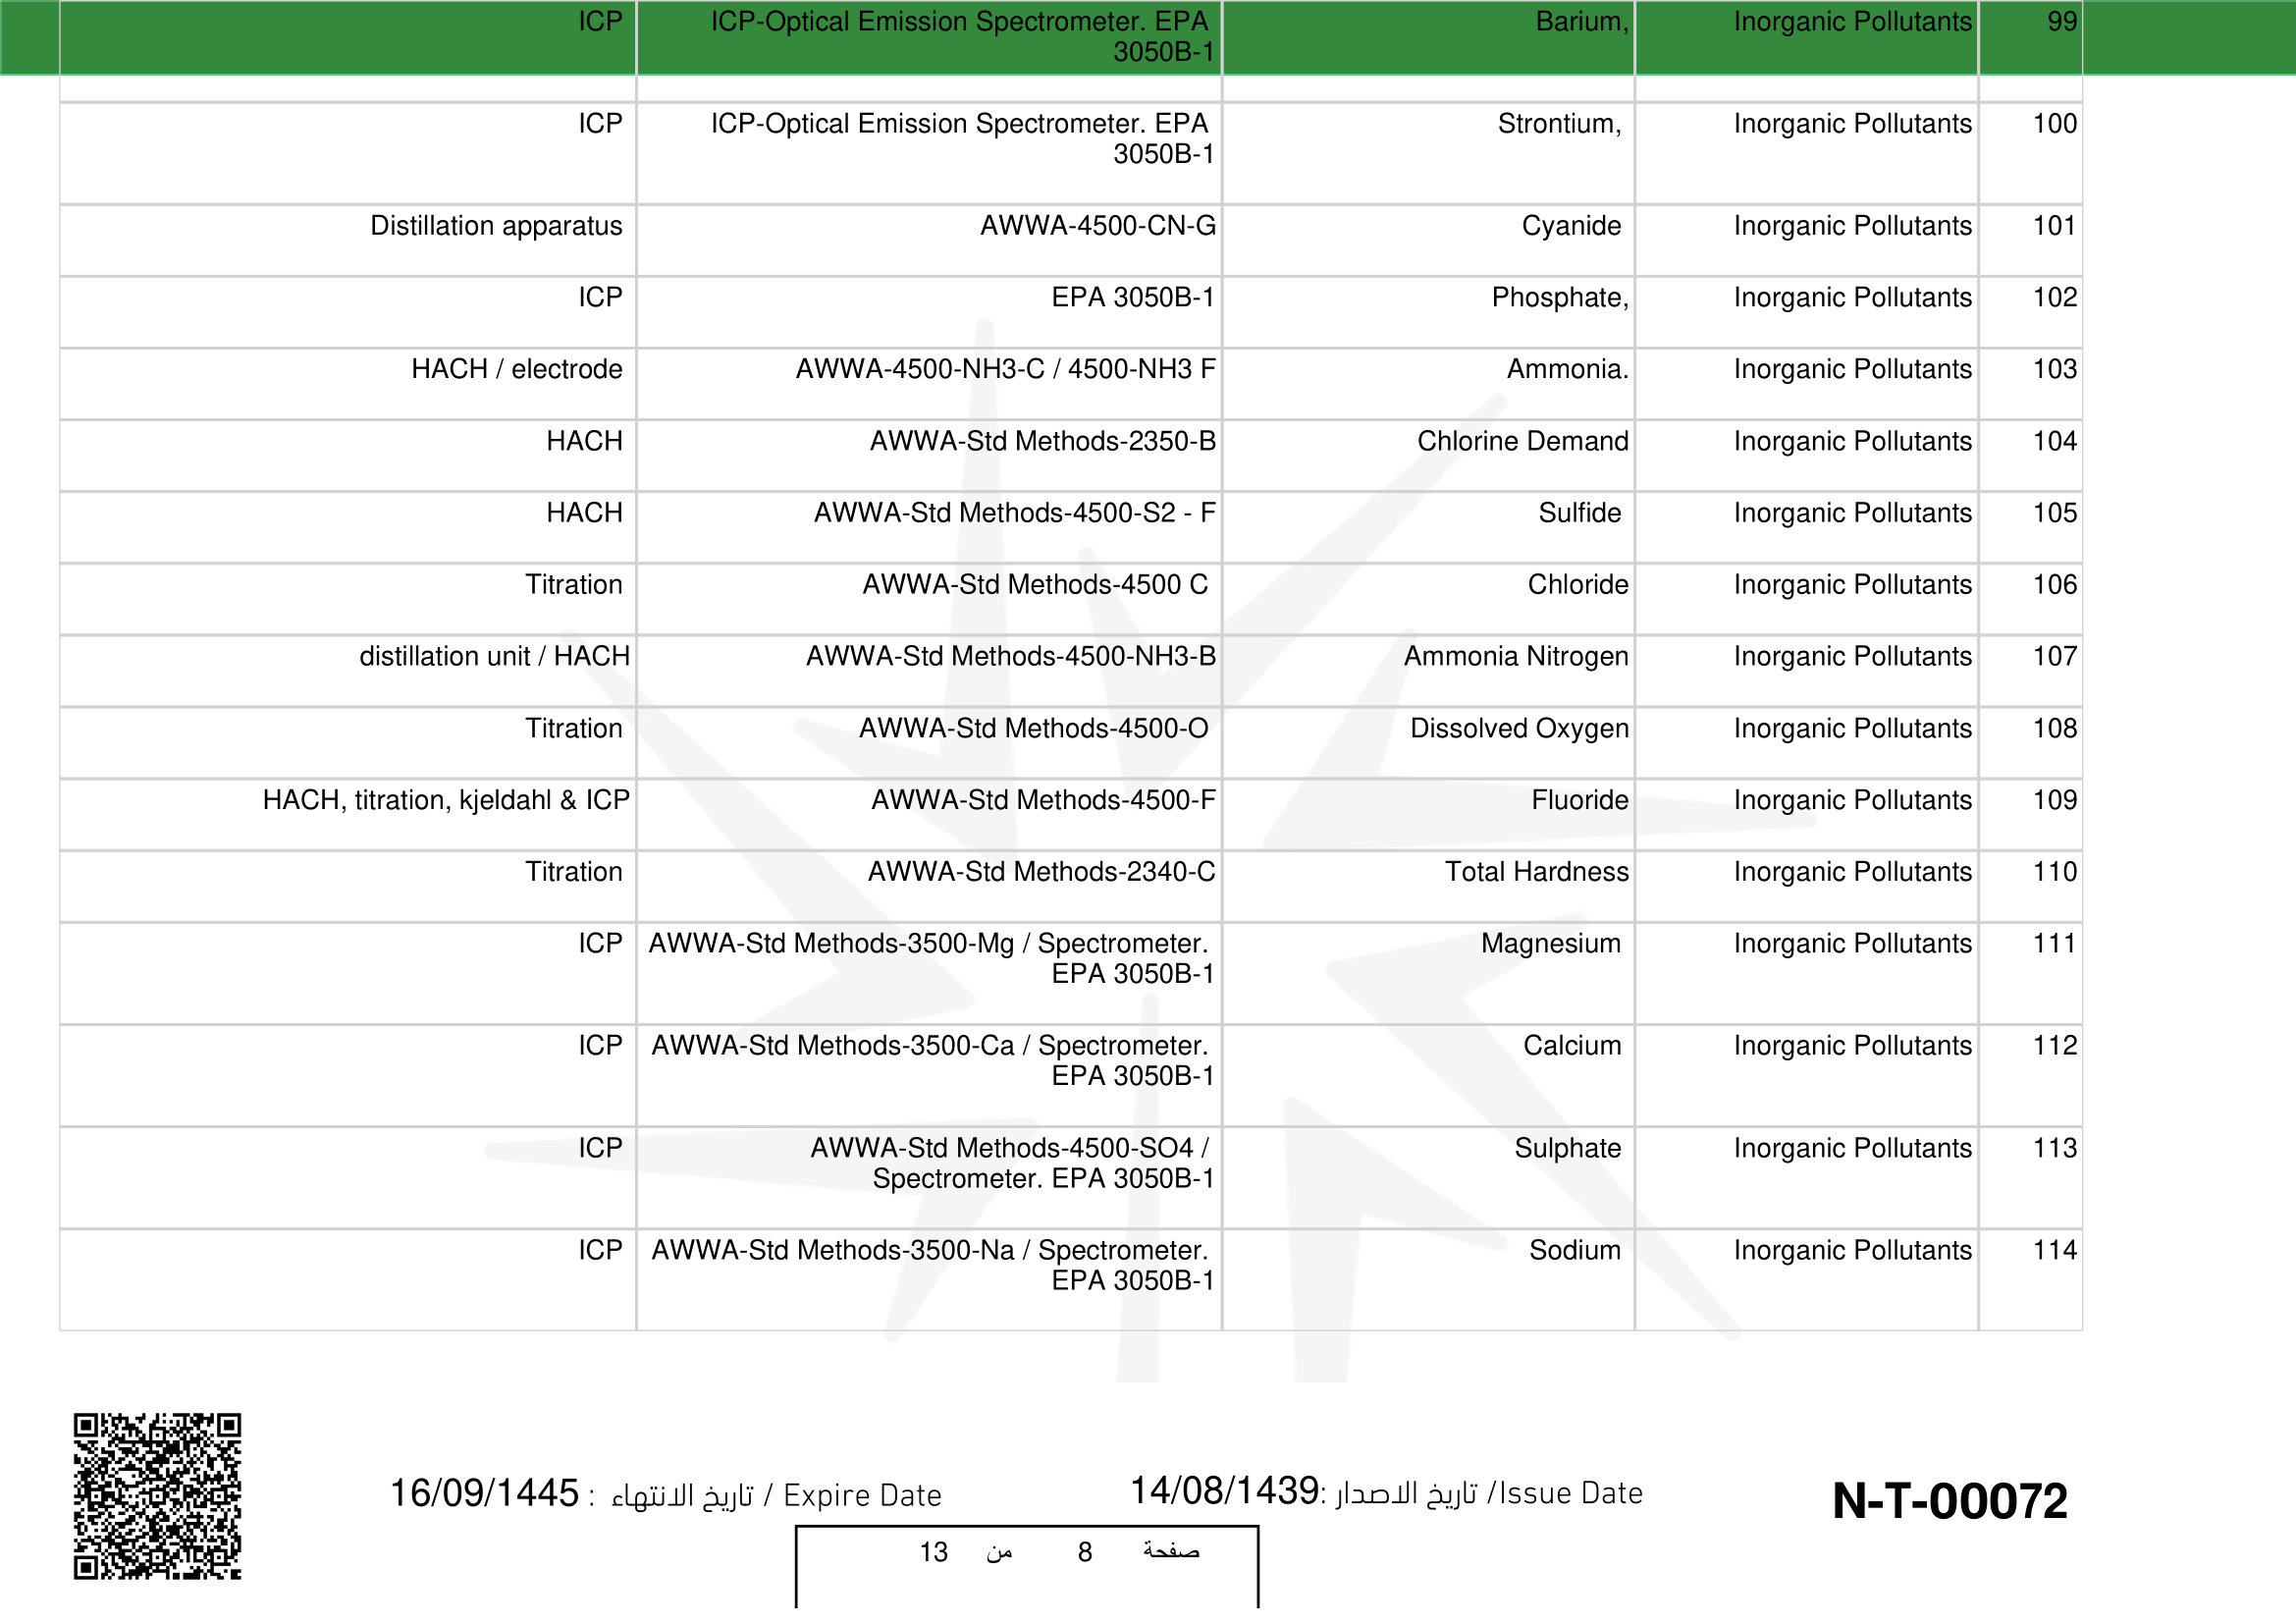 99 Inorganic Pollutants Barium, ICP-Optical Emission Spectrometer. EPA 3050B-1 ICP
100 Inorganic Pollutants Strontium, ICP-Optical Emission Spectrometer. EPA 3050B-1 ICP
101 Inorganic Pollutants Cyanide AWWA-4500-CN-G Distillation apparatus
102 Inorganic Pollutants Phosphate, EPA 3050B-1 ICP
103 Inorganic Pollutants Ammonia. AWWA-4500-NH3-C / 4500-NH3 F HACH / electrode
104 Inorganic Pollutants Chlorine Demand AWWA-Std Methods-2350-B HACH
105 Inorganic Pollutants Sulfide AWWA-Std Methods-4500-S2 - F HACH
106 Inorganic Pollutants Chloride AWWA-Std Methods-4500 C Titration
107 Inorganic Pollutants Ammonia Nitrogen AWWA-Std Methods-4500-NH3-B distillation unit / HACH
108 Inorganic Pollutants Dissolved Oxygen AWWA-Std Methods-4500-O Titration
109 Inorganic Pollutants Fluoride AWWA-Std Methods-4500-F HACH, titration, kjeldahl & ICP
110 Inorganic Pollutants Total Hardness AWWA-Std Methods-2340-C Titration
111 Inorganic Pollutants Magnesium AWWA-Std Methods-3500-Mg / Spectrometer. EPA 3050B-1 ICP
112 Inorganic Pollutants Calcium AWWA-Std Methods-3500-Ca / Spectrometer. EPA 3050B-1 ICP
113 Inorganic Pollutants Sulphate AWWA-Std Methods-4500-SO4 / Spectrometer. EPA 3050B-1 ICP
114 Inorganic Pollutants Sodium AWWA-Std Methods-3500-Na / Spectrometer. EPA 3050B-1 ICP
N-T-00072
Issue Date/ تاريخ الاصدار :14/08/1439
Expire Date / تاريخ الانتهاء : 16/09/1445
صفحة 8 من 13